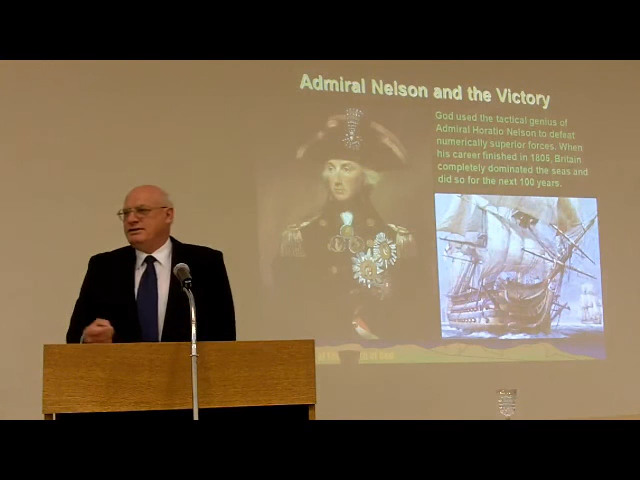 Admiral Nelson and the Victory
God used the tactical genius of
Admiral Horatio Nelson to defeat
numerically superior forces. When
his career finished in 1805, Britain
completely dominated the seas and
did so for the next 100 years.